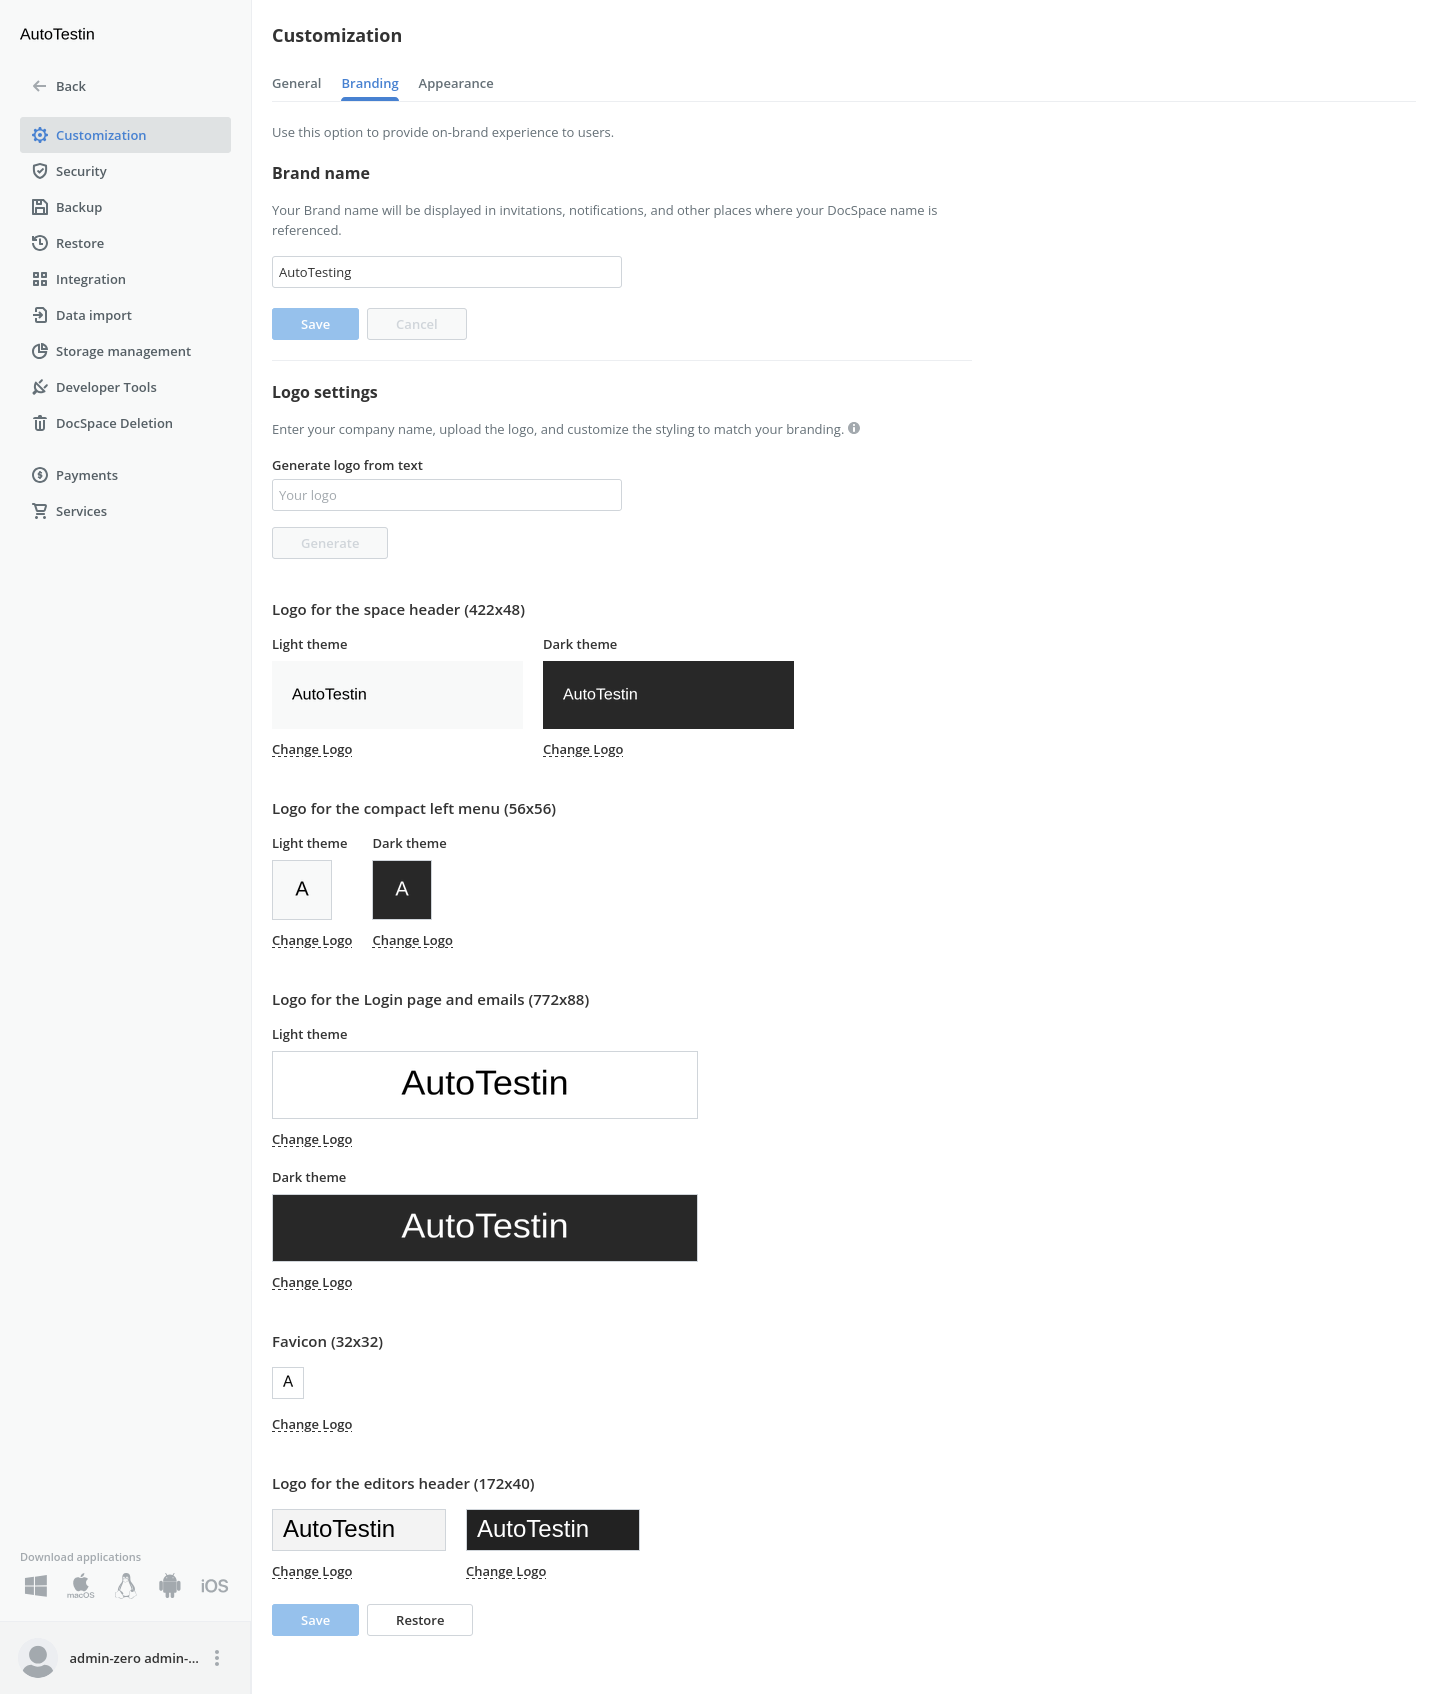 AutoTestin
Back
Customization
Security
Backup
Restore
Integration
Data import
Storage management
Developer Tools
DocSpace Deletion
Payments
Services
Download applications
macOS
iOS
admin-zero admin-...
Customization
General Branding Appearance
Use this option to provide on-brand experience to users.
Brand name
Your Brand name will be displayed in invitations, notifications, and other places where your DocSpace name is
referenced.
AutoTesting
Save Cancel
Logo settings
Enter your company name, upload the logo, and customize the styling to match your branding.
Generate logo from text
Your logo
Generate
Logo for the space header (422x48)
Light theme Dark theme
AutoTestin AutoTestin
Change Logo Change Logo
Logo for the compact left menu (56x56)
Light theme Dark theme
A A
Change Logo Change Logo
Logo for the Login page and emails (772x88)
Light theme
AutoTestin
Change Logo
Dark theme
AutoTestin
Change Logo
Favicon (32x32)
A
Change Logo
Logo for the editors header (172x40)
AutoTestin AutoTestin
Change Logo Change Logo
Save Restore